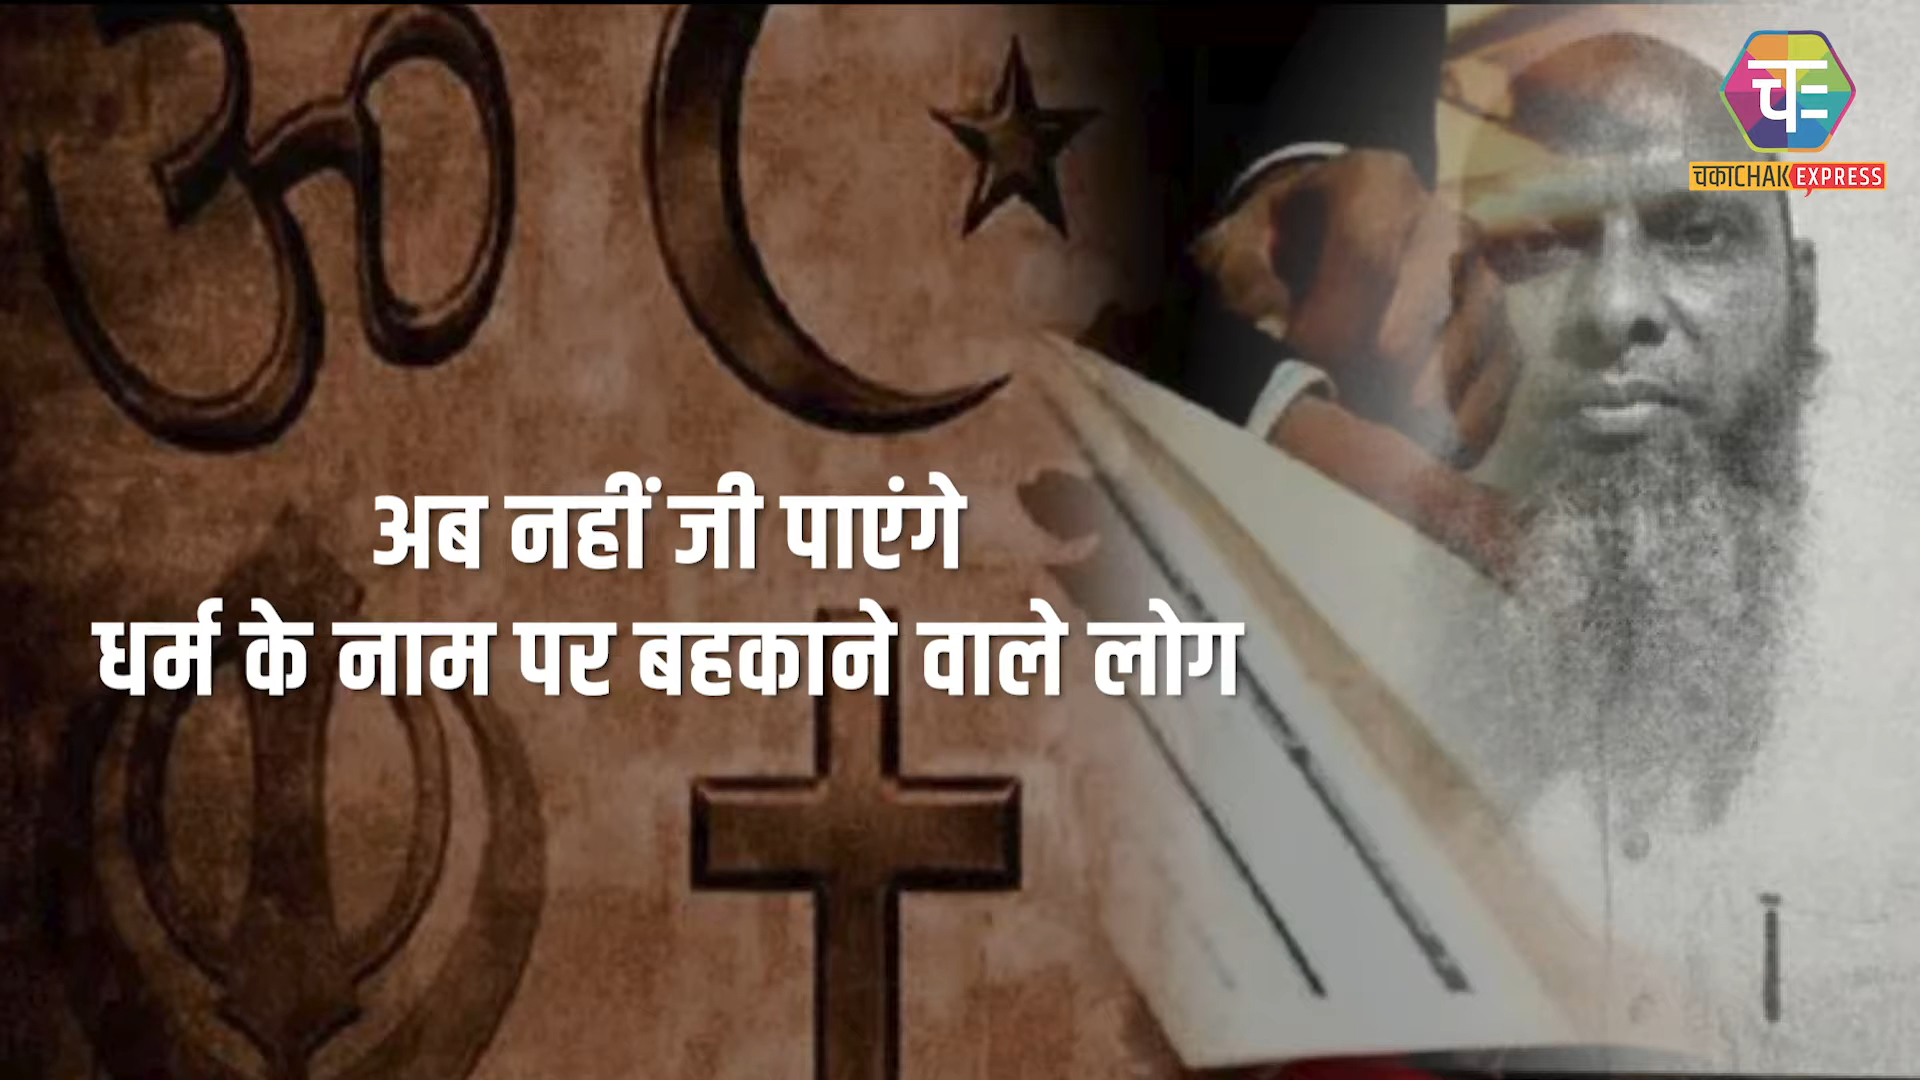 च
चकाCHAK EXPRESS
अब नहीं जी पाएंगे
धर्म के नाम पर बहकाने वाले लोग